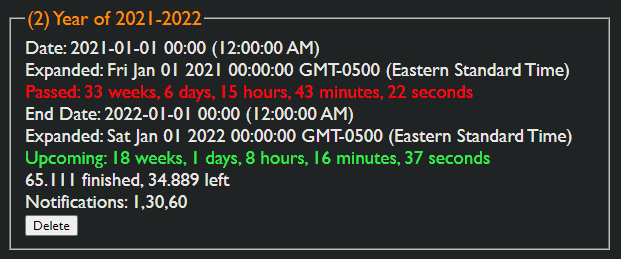 (2) Year of 2021-2022
Date: 2021-01-01 00:00 (12:00:00 AM)
Expanded: Fri Jan 01 2021 00:00:00 GMT-0500 (Eastern Standard Time)
Passed: 33 weeks, 6 days, 15 hours, 43 minutes, 22 seconds
End Date: 2022-01-01 00:00 (12:00:00 AM)
Expanded: Sat Jan 01 2022 00:00:00 GMT-0500 (Eastern Standard Time)
Upcoming: 18 weeks, 1 days, 8 hours, 16 minutes, 37 seconds
65.111 finished, 34.889 left
Notifications: 1,30,60
Delete